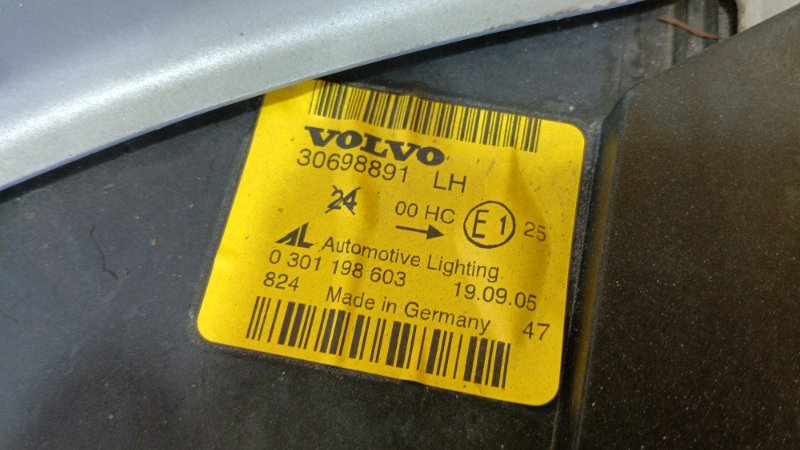 VOLVO
30698891 LH
24 00 HC E1 25
AL Automotive Lighting
0 301 198 603 19.09.05
824 Made in Germany 47